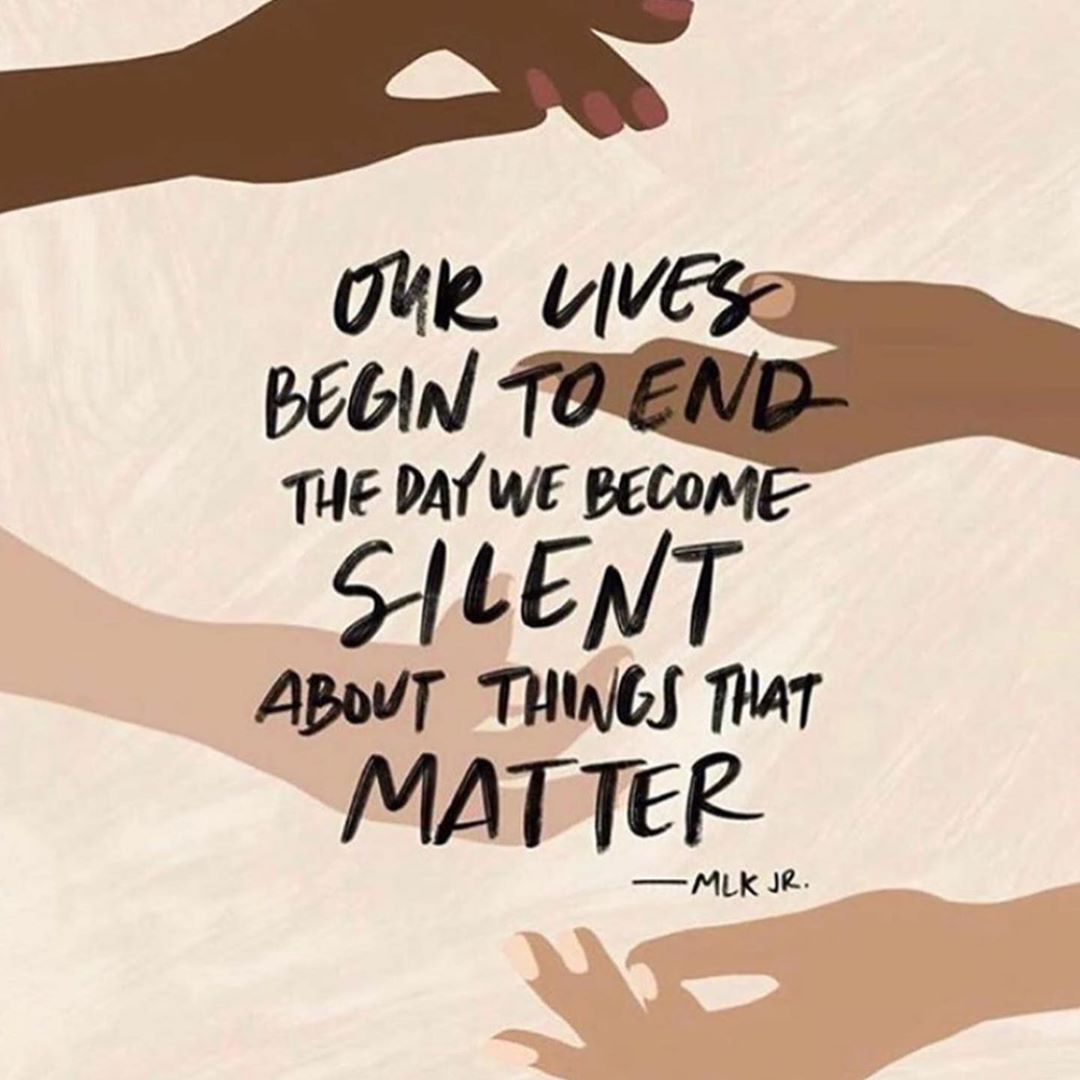 OUR LIVES
BEGIN TO END
THE DAY WE BECOME
SILENT
ABOUT THINGS THAT
MATTER
—MLK JR.